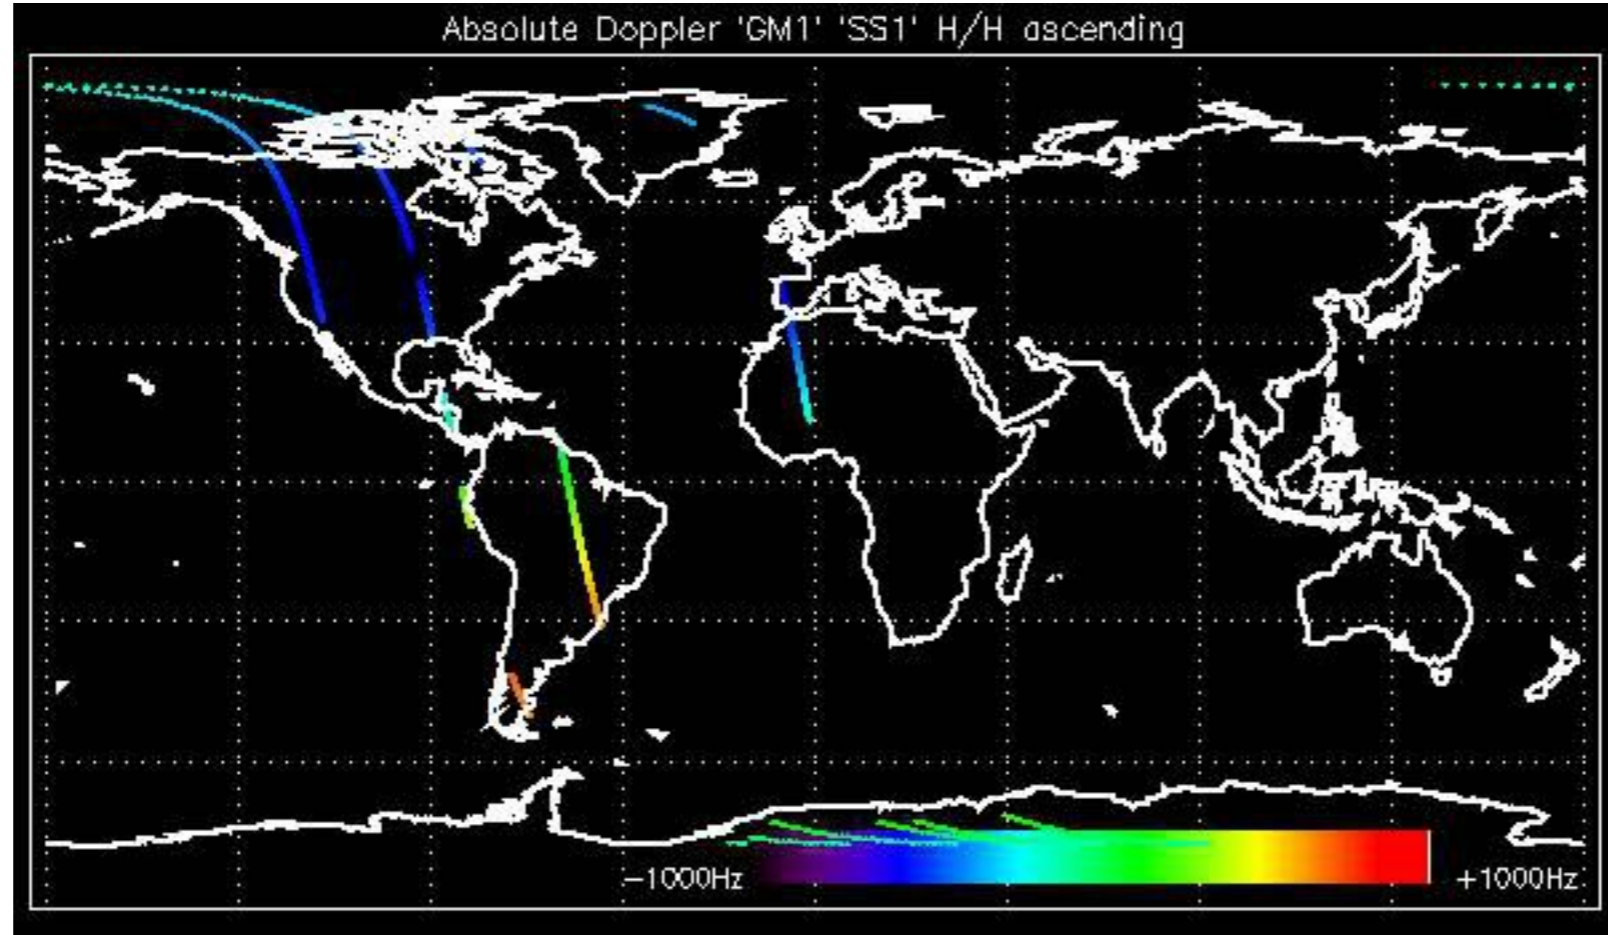 Absolute Doppler 'GM1' 'SS1' H/H ascending
-1000Hz
+1000Hz